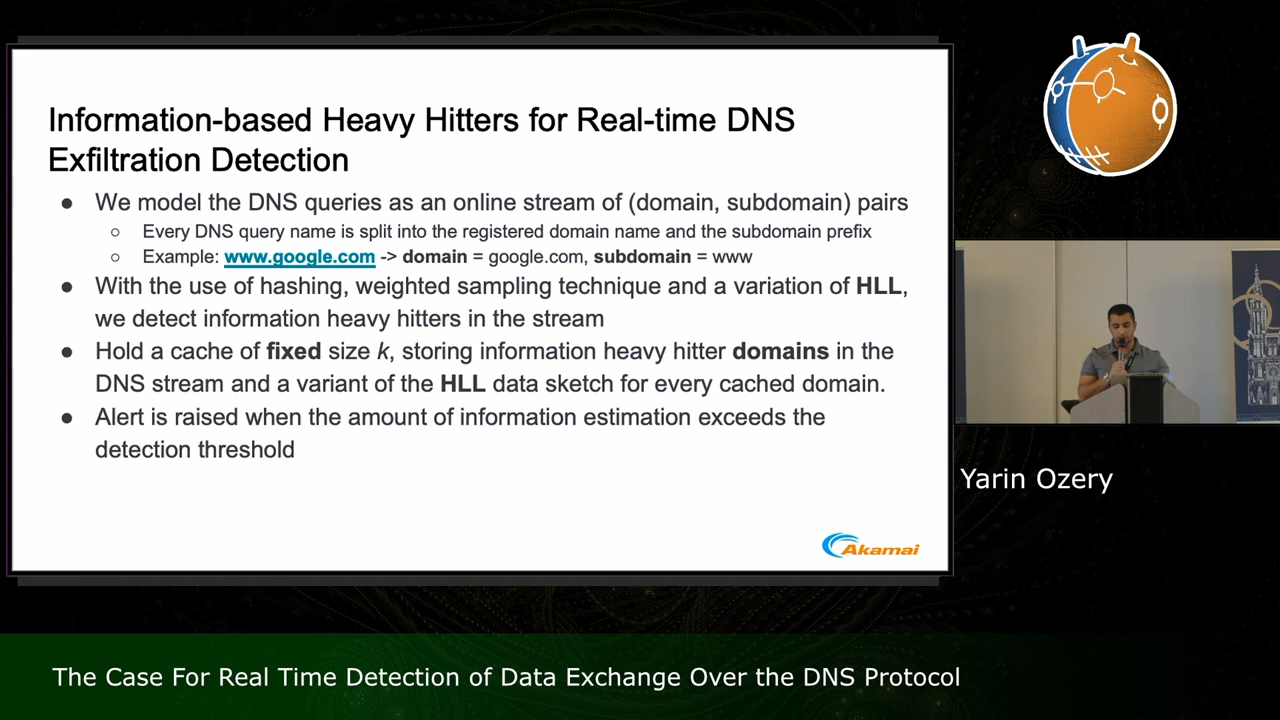 Information-based Heavy Hitters for Real-time DNS
Exfiltration Detection
● We model the DNS queries as an online stream of (domain, subdomain) pairs
○ Every DNS query name is split into the registered domain name and the subdomain prefix
○ Example: www.google.com -> domain = google.com, subdomain = www
● With the use of hashing, weighted sampling technique and a variation of HLL,
we detect information heavy hitters in the stream
● Hold a cache of fixed size k, storing information heavy hitter domains in the
DNS stream and a variant of the HLL data sketch for every cached domain.
● Alert is raised when the amount of information estimation exceeds the
detection threshold
Akamai
Yarin Ozery
The Case For Real Time Detection of Data Exchange Over the DNS Protocol